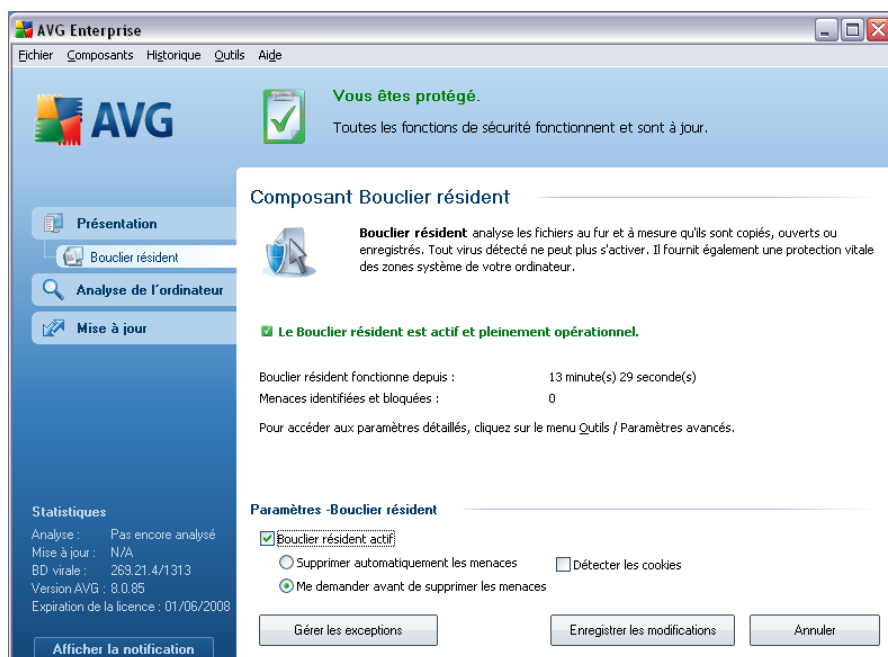 AVG Enterprise
Fichier Composants Historique Outils Aide
AVG
Vous êtes protégé.
Toutes les fonctions de sécurité fonctionnent et sont à jour.
Présentation
Bouclier résident
Analyse de l'ordinateur
Mise à jour
Composant Bouclier résident
Bouclier résident analyse les fichiers au fur et à mesure qu'ils sont copiés, ouverts ou
enregistrés. Tout virus détecté ne peut plus s'activer. Il fournit également une protection vitale
des zones système de votre ordinateur.
Le Bouclier résident est actif et pleinement opérationnel.
Bouclier résident fonctionne depuis : 13 minute(s) 29 seconde(s)
Menaces identifiées et bloquées : 0
Pour accéder aux paramètres détaillés, cliquez sur le menu Outils / Paramètres avancés.
Paramètres -Bouclier résident
Bouclier résident actif
Supprimer automatiquement les menaces Détecter les cookies
Me demander avant de supprimer les menaces
Gérer les exceptions Enregistrer les modifications Annuler
Statistiques
Analyse : Pas encore analysé
Mise à jour : N/A
BD virale : 269.21.4/1313
Version AVG : 8.0.85
Expiration de la licence : 01/06/2008
Afficher la notification